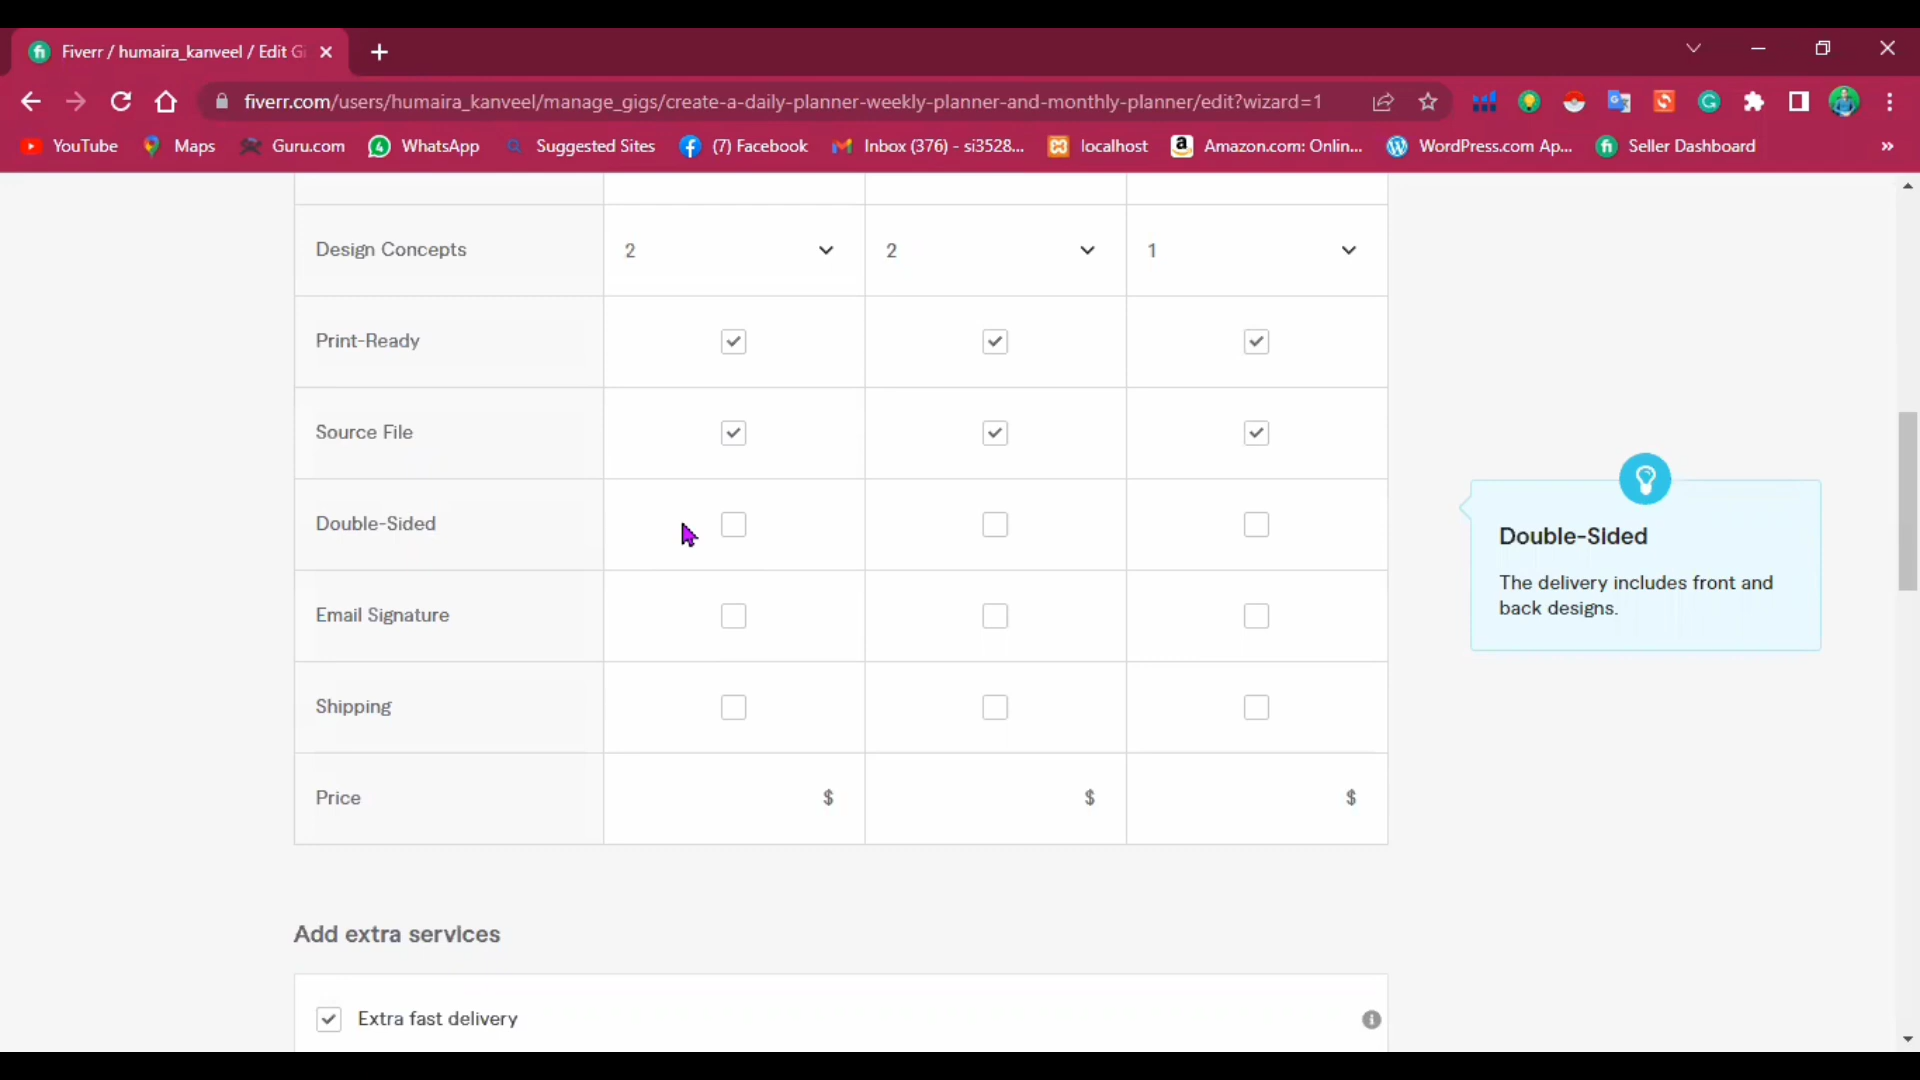 Fiverr / humaira_kanveel / Edit Gi
fiverr.com/users/humaira_kanveel/manage_gigs/create-a-daily-planner-weekly-planner-and-monthly-planner/edit?wizard=1
YouTube Maps Guru.com WhatsApp Suggested Sites (7) Facebook Inbox (376) - si3528... localhost Amazon.com: Onlin... WordPress.com Ap... Seller Dashboard »
Design Concepts 2 2 1
Print-Ready
Source File
Double-Sided
Email Signature
Shipping
Price $ $ $
Double-Sided
The delivery includes front and
back designs.
Add extra services
Extra fast delivery